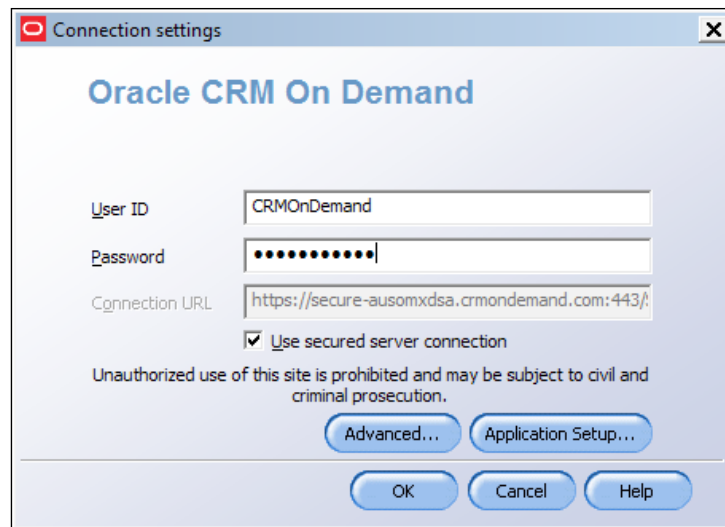 Connection settings
Oracle CRM On Demand
User ID
CRMOnDemand
Password
•••••••••••
Connection URL
https://secure-ausomxdsa.crmondemand.com:443/
Use secured server connection
Unauthorized use of this site is prohibited and may be subject to civil and
criminal prosecution.
Advanced... Application Setup...
OK Cancel Help